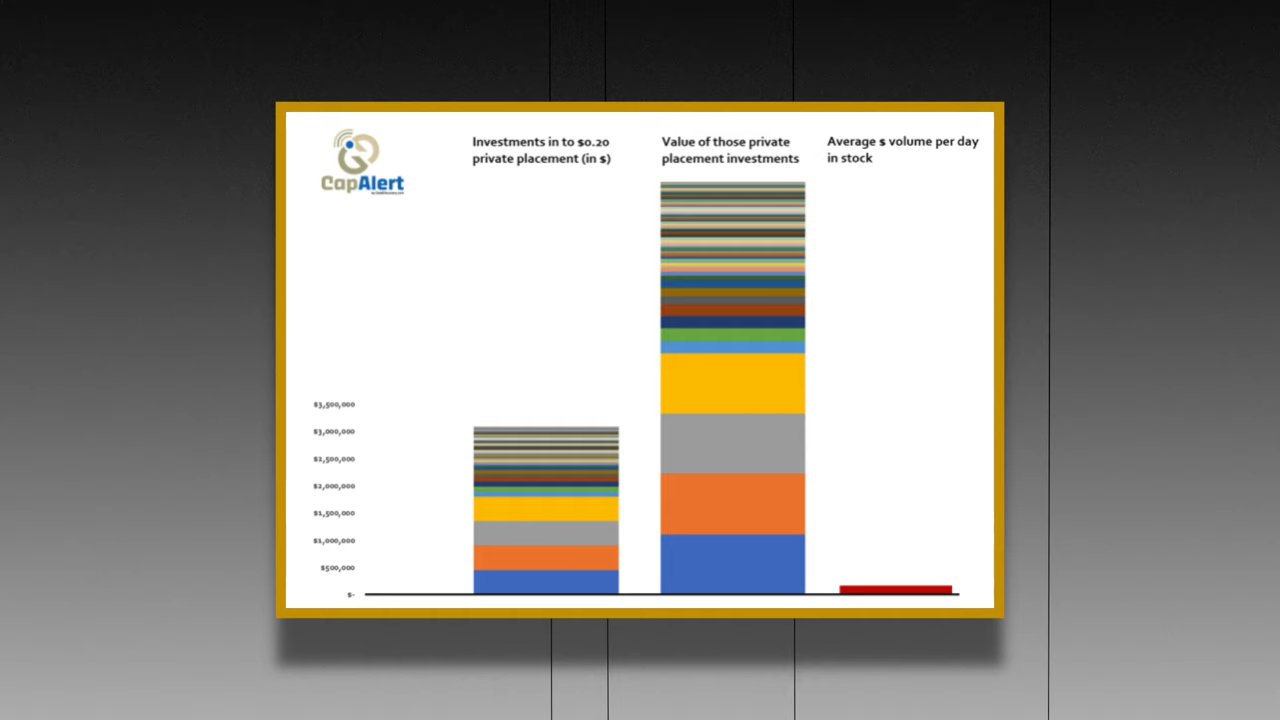 Investments in to $0.20
private placement (in $)
Value of those private
placement investments
Average $ volume per day
in stock
CapAlert
$3,500,000
$3,000,000
$2,500,000
$2,000,000
$1,500,000
$1,000,000
$500,000
$-